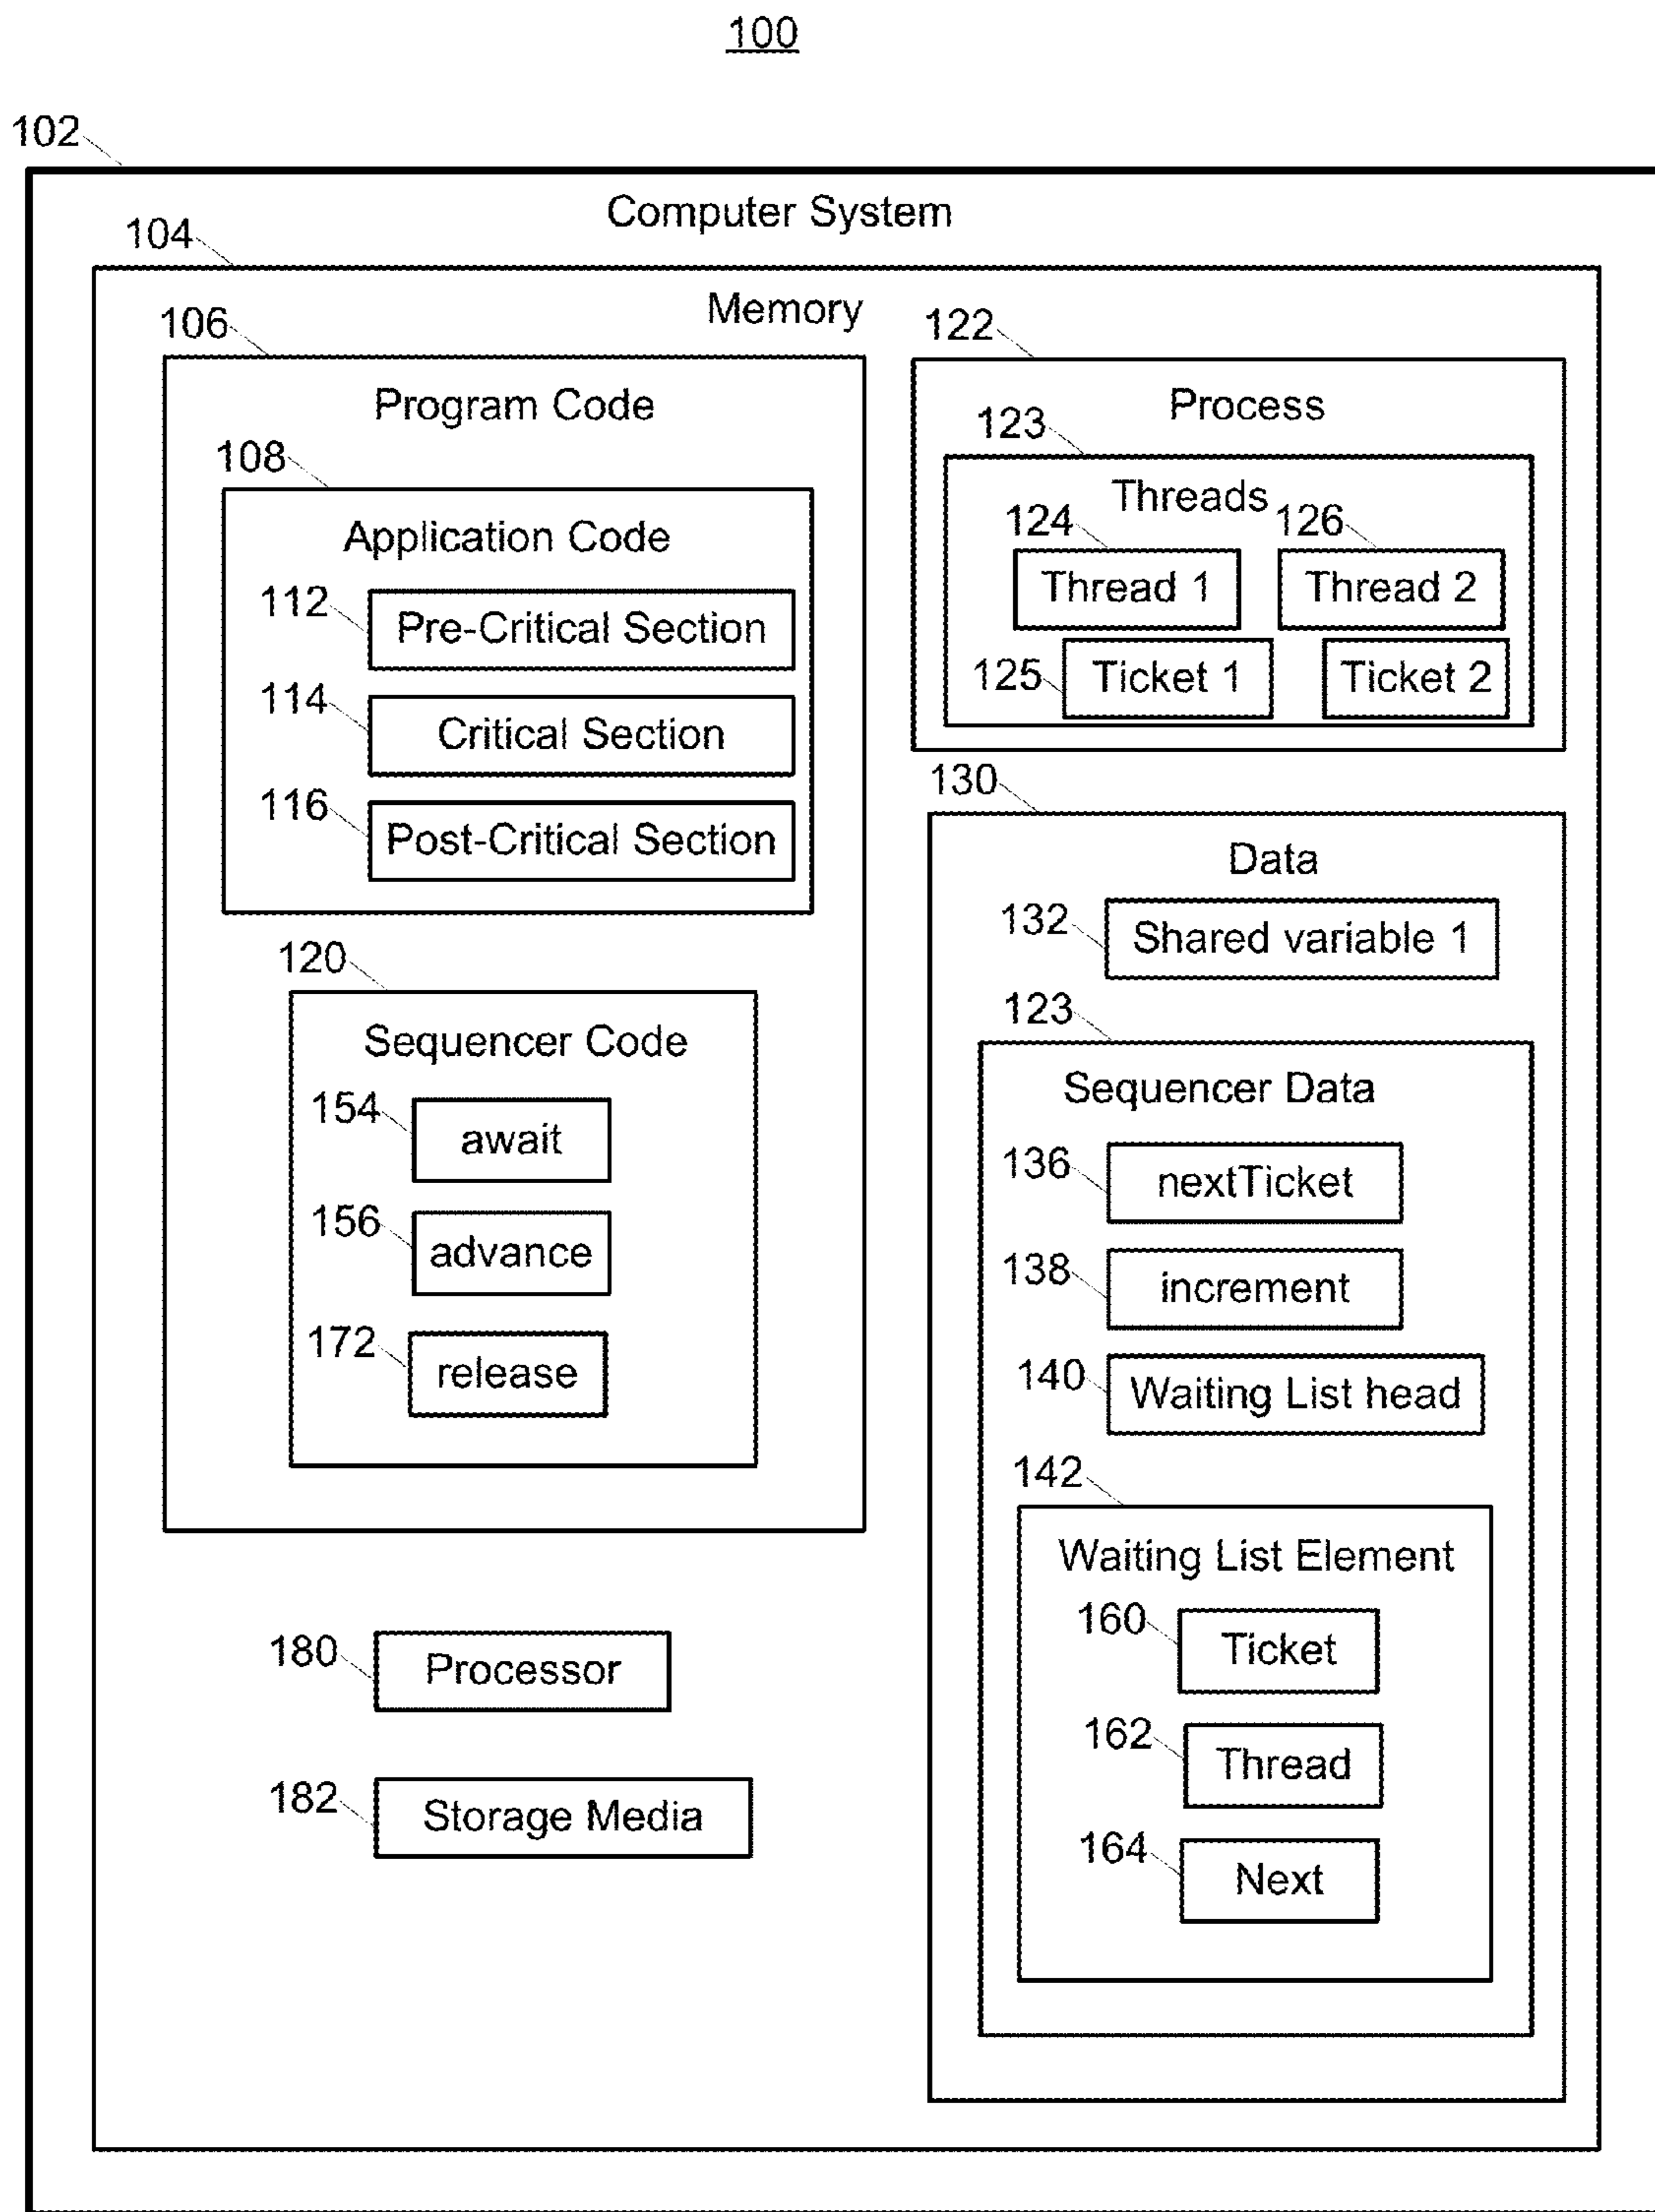 100
102
Computer System
104
Memory
106
Program Code
108
Application Code
112
Pre-Critical Section
114
Critical Section
116
Post-Critical Section
120
Sequencer Code
154
await
156
advance
172
release
180
Processor
182
Storage Media
122
Process
123
Threads
124
126
Thread 1
Thread 2
125
Ticket 1
Ticket 2
130
Data
132
Shared variable 1
123
Sequencer Data
136
nextTicket
138
increment
140
Waiting List head
142
Waiting List Element
160
Ticket
162
Thread
164
Next